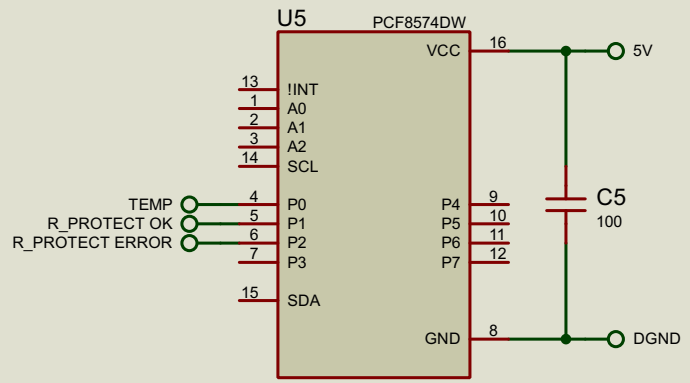 U5
PCF8574DW
VCC 16 5V
13 !INT
1 A0
2 A1
3 A2
14 SCL
TEMP 4 P0 P4 9
R_PROTECT OK 5 P1 P5 10
R_PROTECT ERROR 6 P2 P6 11
7 P3 P7 12
C5
100
15 SDA
GND 8 DGND